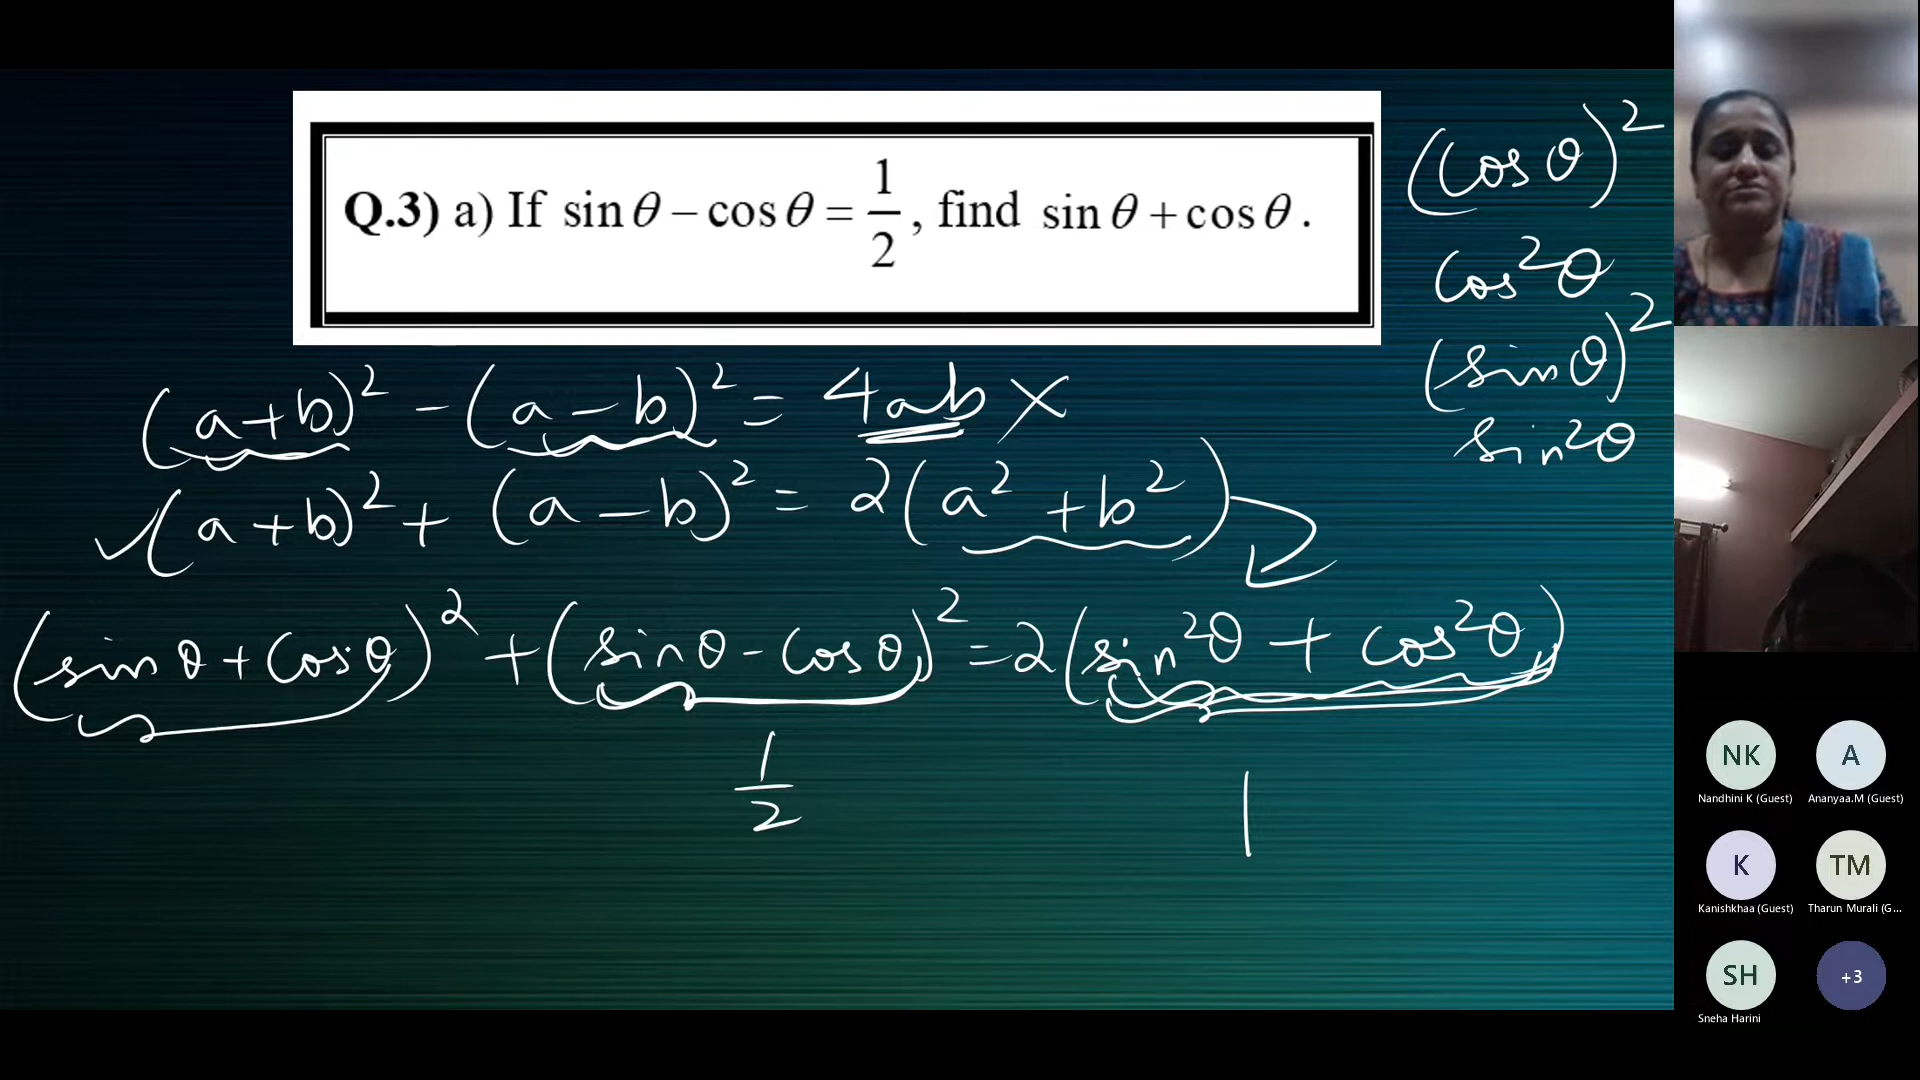 Q.3) a) If sin θ − cos θ = 1/2 , find sin θ + cos θ .
(cos θ)²
cos²θ
(sin θ)²
sin²θ
(a+b)² − (a−b)² = 4ab ×
✓(a+b)² + (a−b)² = 2(a² + b²)
(sin θ + cos θ)² + (sin θ − cos θ)² = 2(sin²θ + cos²θ)
1/2
1
NK
A
Nandhini K (Guest)
Ananyaa.M (Guest)
K
TM
Kanishkhaa (Guest)
Tharun Murali (G...
SH
+3
Sneha Harini